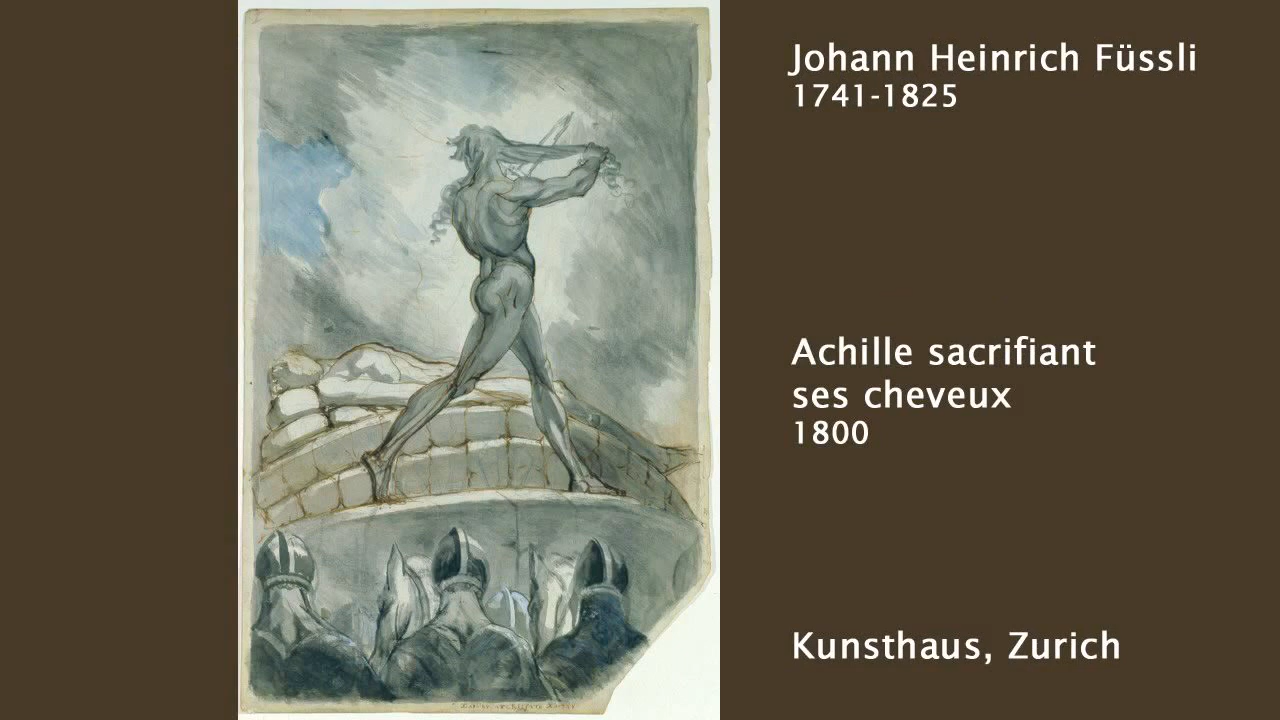 Johann Heinrich Füssli
1741-1825
Achille sacrifiant
ses cheveux
1800
Kunsthaus, Zurich